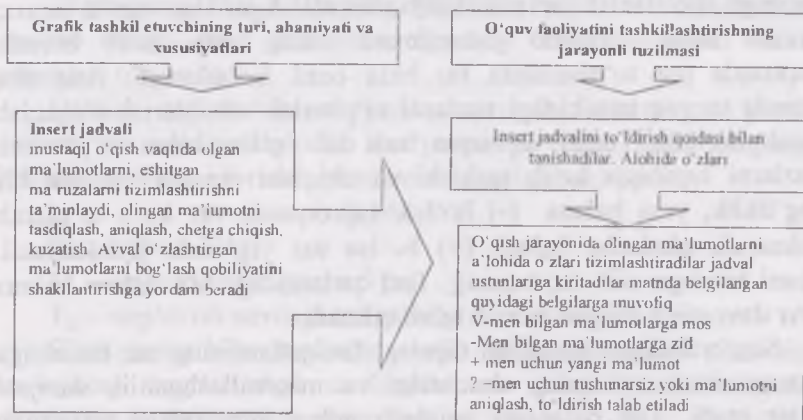 Grafik tashkil etuvchining turi, ahamiyati va
xususiyatlari
O‘quv faoliyatini tashkillashtirishning
jarayonli tuzilmasi
Insert jadvali
mustaqil o‘qish vaqtida olgan
ma`lumotlarni, eshitgan
ma`ruzalarni tizimlashtirishni
ta`minlaydi, olingan ma`lumotni
tasdiqlash, aniqlash, chetga chiqish,
kuzatish. Avval o`zlashtirgan
ma`lumotlarni bog`lash qobiliyatini
shakllantirishga yordam beradi
Insert jadvalini to`ldirish qoidasi bilan
tanishadilar. Alohida o`zlari
O`qish jarayonida olingan ma`lumotlarni
a`lohida o`zlari tizimlashtiradilar jadval
ustunlariga kiritadilar matnda belgilangan
quyidagi belgilarga muvofiq
V-men bilgan ma`lumotlarga mos
-Men bilgan ma`lumotlarga zid
+ men uchun yangi ma`lumot
? -men uchun tushunarsiz yoki ma`lumotni
aniqlash, to`ldirish talab etiladi